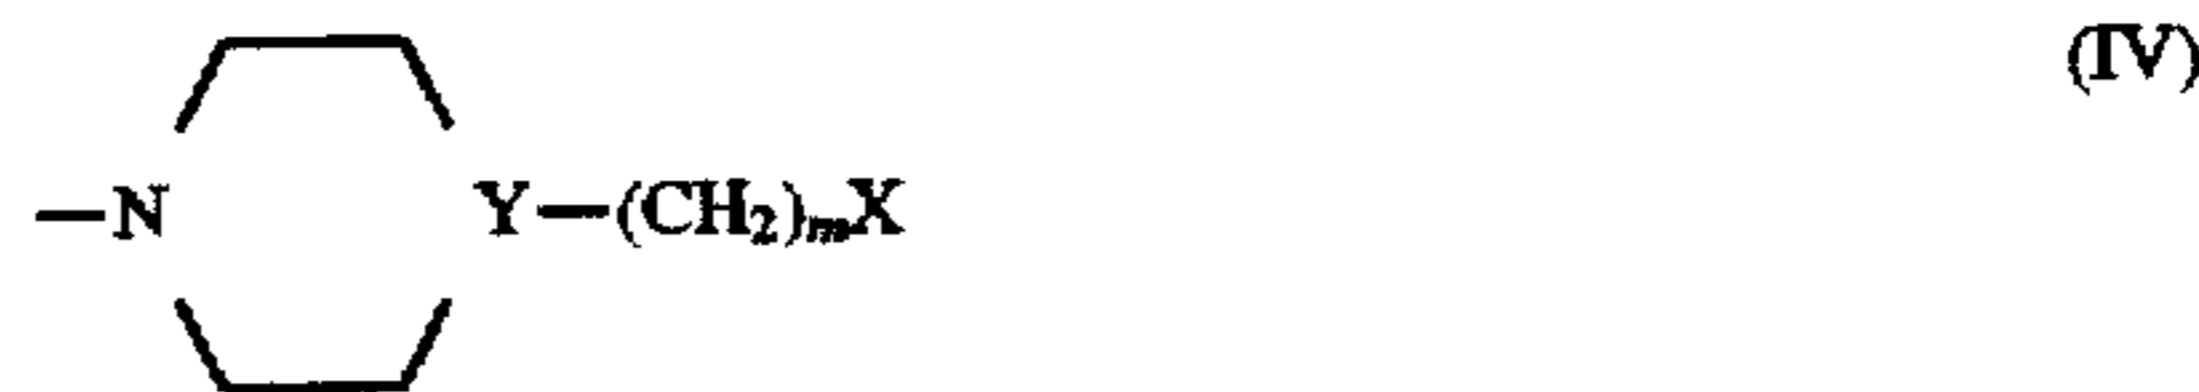 (IV)
—N Y—(CH₂)ₘX